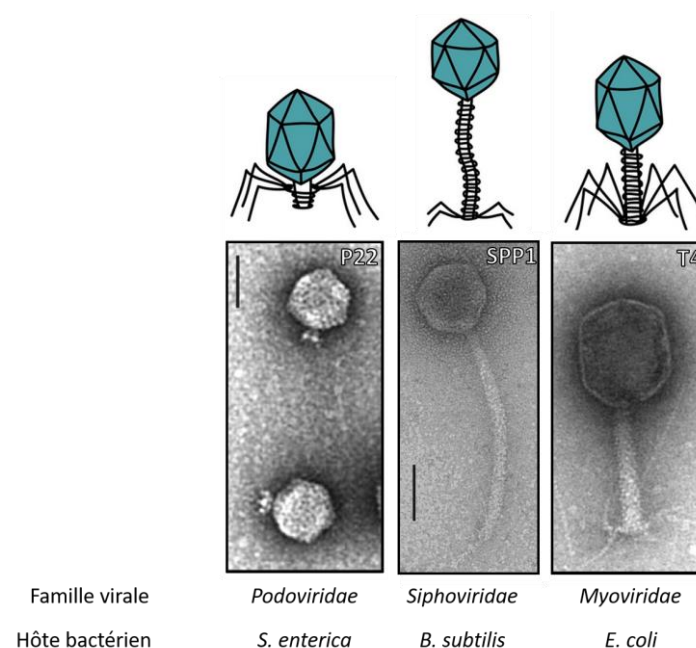 P22 SPP1 T4
Famille virale Podoviridae Siphoviridae Myoviridae
Hôte bactérien S. enterica B. subtilis E. coli